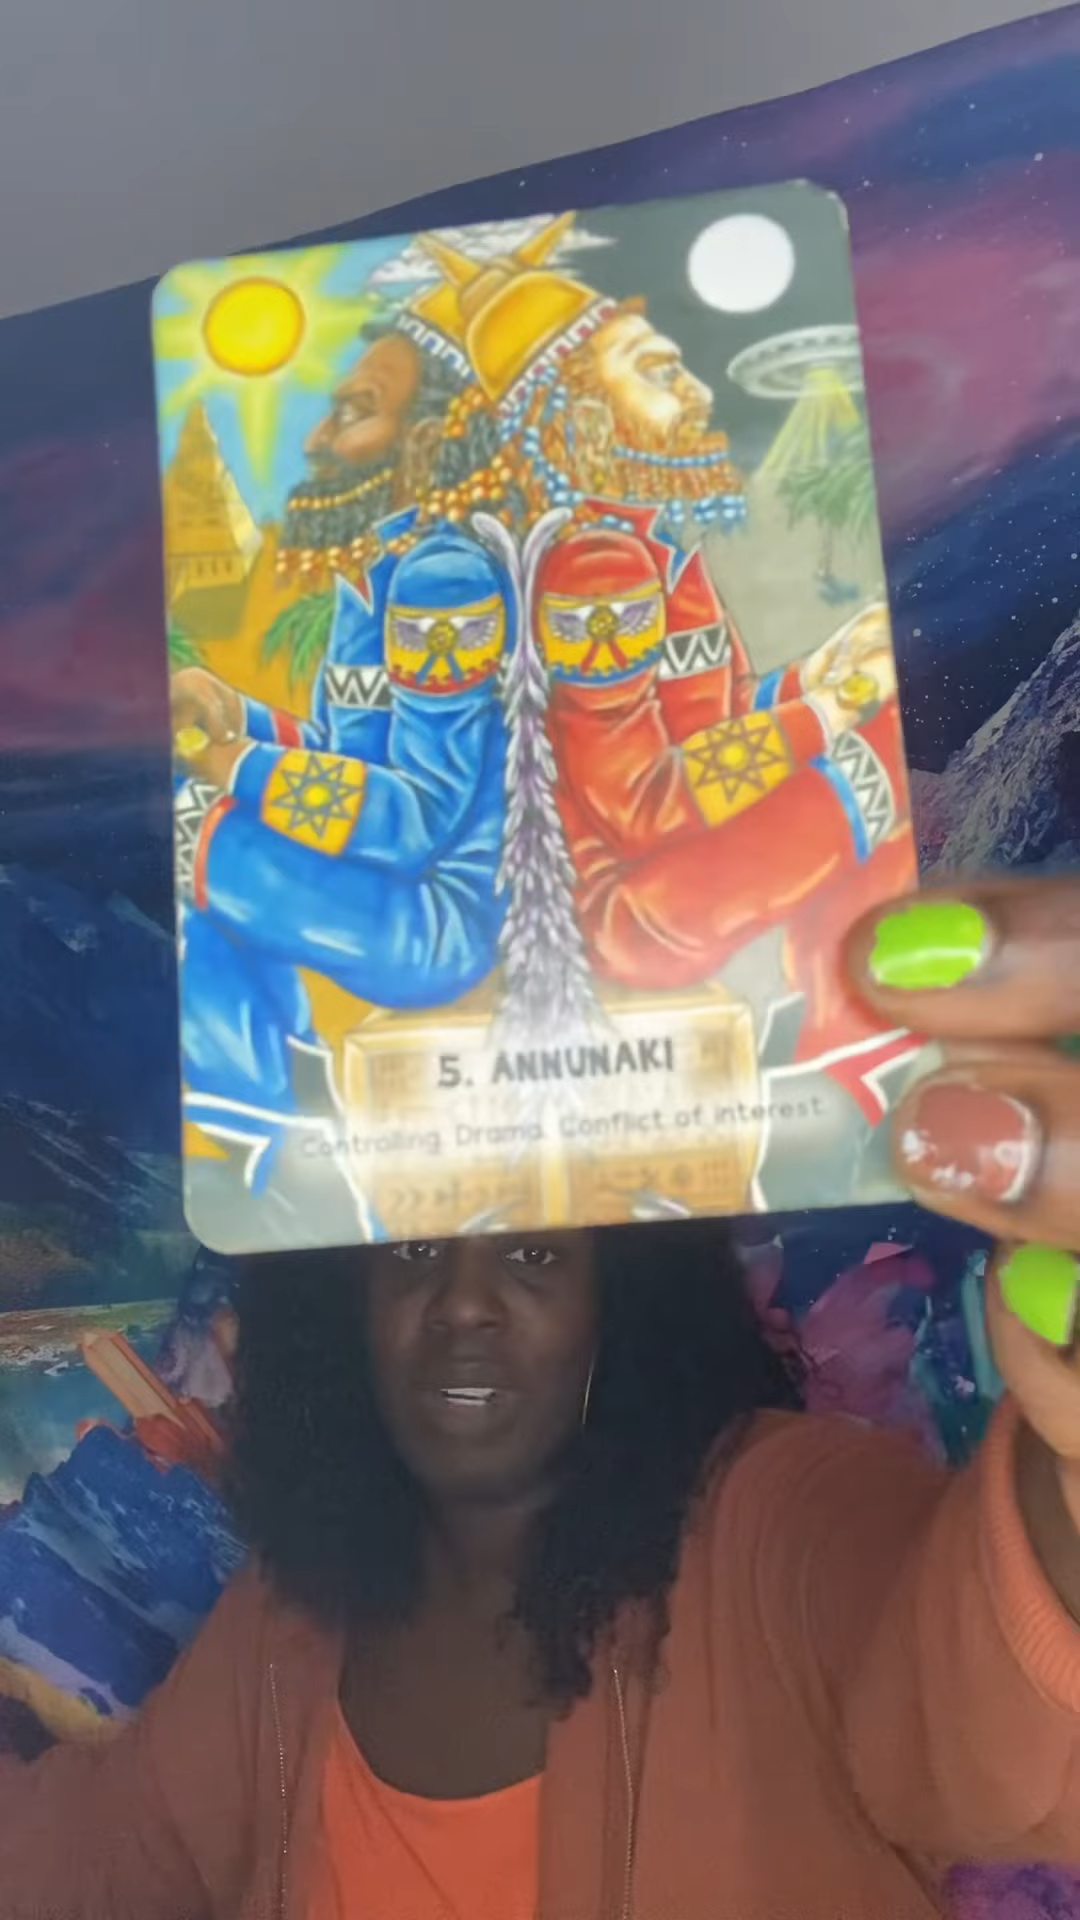 5. ANNUNAKI
Controlling Drama. Conflict of interest.